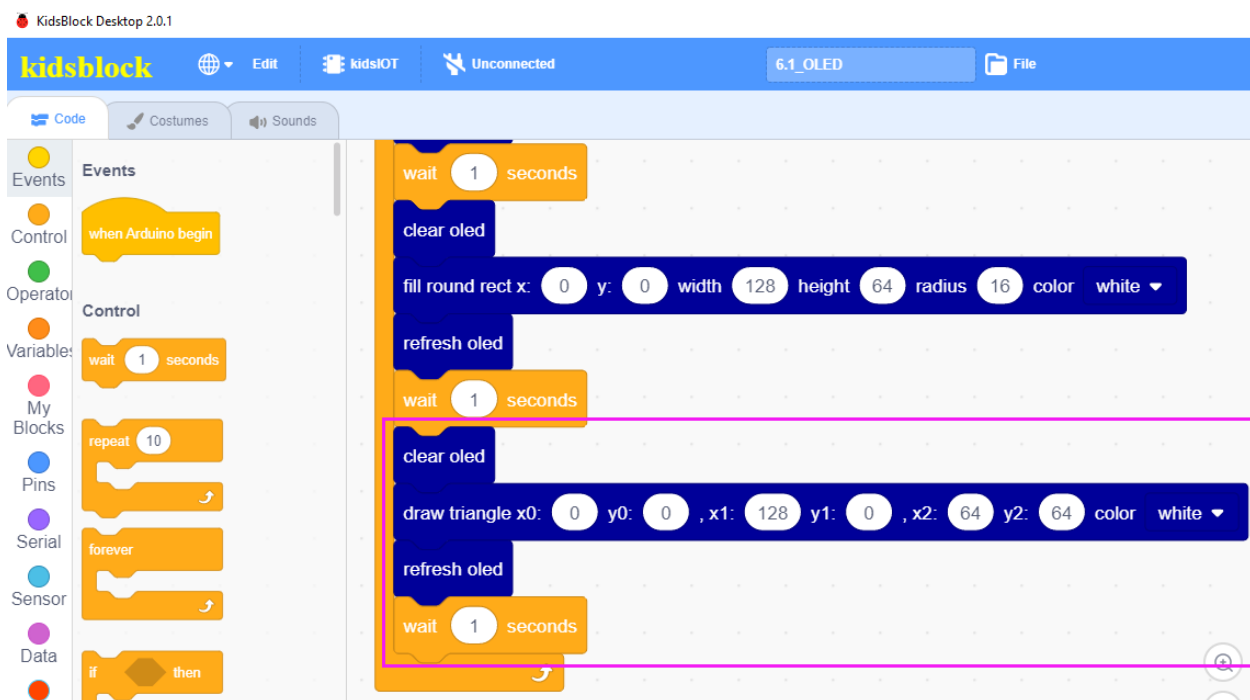 KidsBlock Desktop 2.0.1
kidsblock Edit kidsIOT Unconnected 6.1_OLED File
Code Costumes Sounds
Events
Control
Operator
Variables
My
Blocks
Pins
Serial
Sensor
Data
Events
when Arduino begin
Control
wait 1 seconds
repeat 10
forever
if then
wait 1 seconds
clear oled
fill round rect x: 0 y: 0 width 128 height 64 radius 16 color white
refresh oled
wait 1 seconds
clear oled
draw triangle x0: 0 y0: 0 , x1: 128 y1: 0 , x2: 64 y2: 64 color white
refresh oled
wait 1 seconds